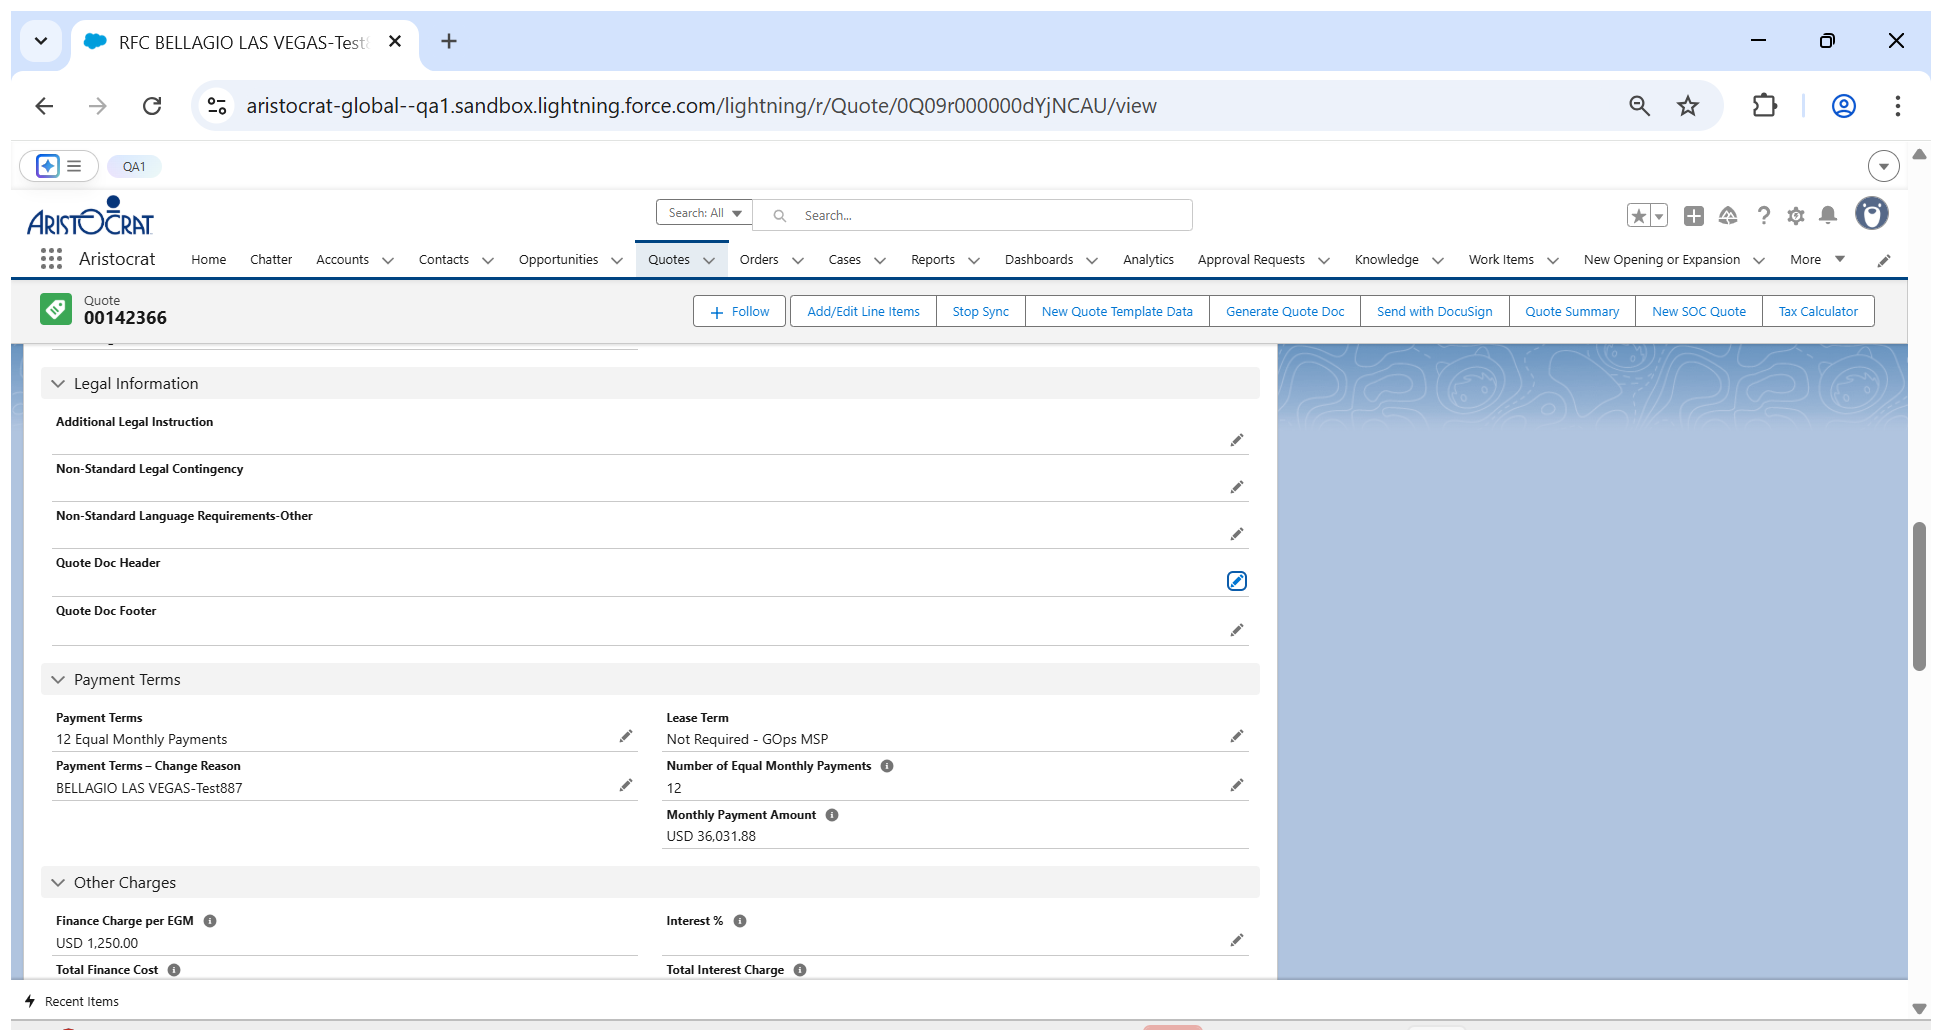 RFC BELLAGIO LAS VEGAS-Test8
aristocrat-global--qa1.sandbox.lightning.force.com/lightning/r/Quote/0Q09r000000dYjNCAU/view
QA1
ARISTOCRAT
Search: All
Search...
Aristocrat
Home
Chatter
Accounts
Contacts
Opportunities
Quotes
Orders
Cases
Reports
Dashboards
Analytics
Approval Requests
Knowledge
Work Items
New Opening or Expansion
More
Quote
00142366
Follow
Add/Edit Line Items
Stop Sync
New Quote Template Data
Generate Quote Doc
Send with DocuSign
Quote Summary
New SOC Quote
Tax Calculator
Legal Information
Additional Legal Instruction
Non-Standard Legal Contingency
Non-Standard Language Requirements-Other
Quote Doc Header
Quote Doc Footer
Payment Terms
Payment Terms
12 Equal Monthly Payments
Lease Term
Not Required - GOps MSP
Payment Terms – Change Reason
BELLAGIO LAS VEGAS-Test887
Number of Equal Monthly Payments
12
Monthly Payment Amount
USD 36,031.88
Other Charges
Finance Charge per EGM
USD 1,250.00
Interest %
Total Finance Cost
Total Interest Charge
Recent Items